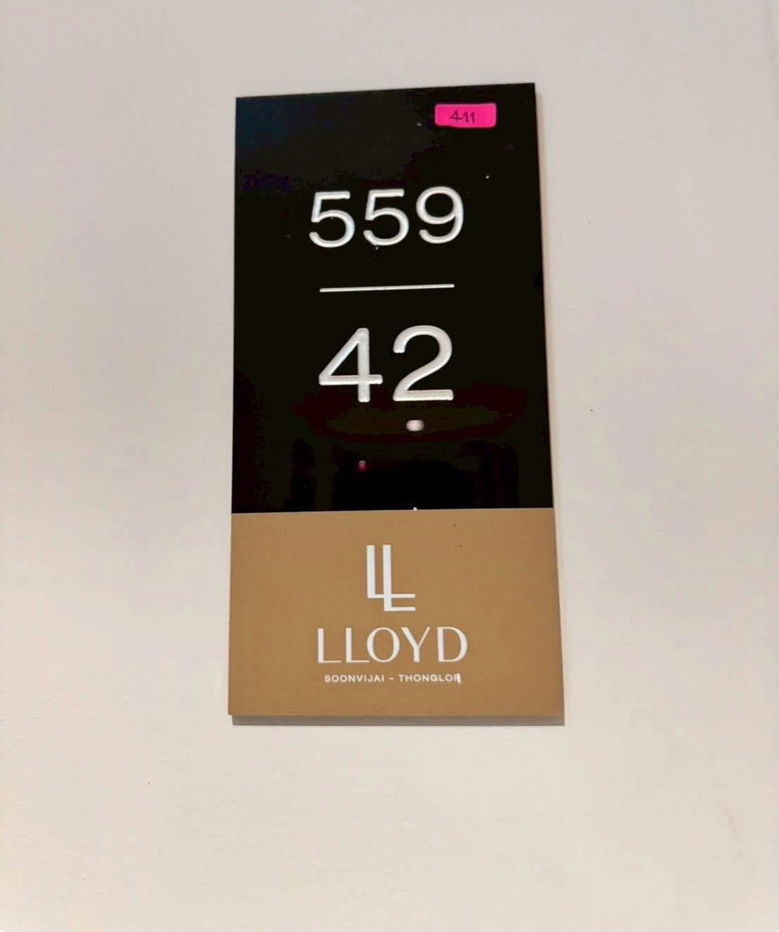 411
559
42
LL
LLOYD
SOONVIJAI - THONGLOR